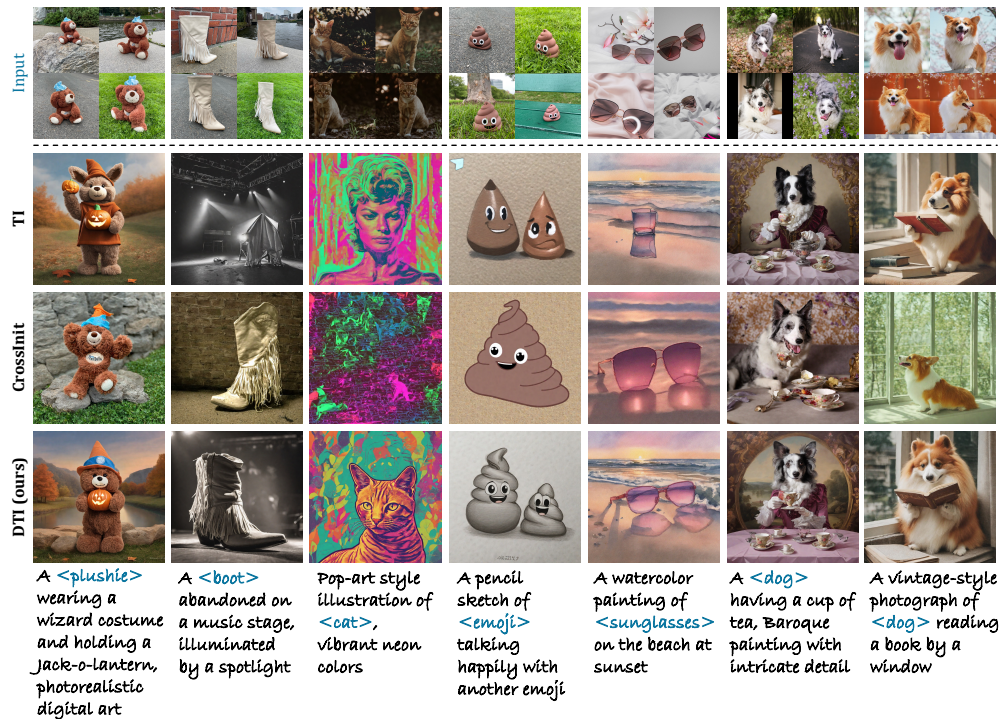 Input
TI
CrossInit
DTI (ours)
A <plushie>
wearing a
wizard costume
and holding a
Jack-o-lantern,
photorealistic
digital art
A <boot>
abandoned on
a music stage,
illuminated
by a spotlight
Pop-art style
illustration of
<cat>,
vibrant neon
colors
A pencil
sketch of
<emoji>
talking
happily with
another emoji
A watercolor
painting of
<sunglasses>
on the beach at
sunset
A <dog>
having a cup of
tea, Baroque
painting with
intricate detail
A vintage-style
photograph of
<dog> reading
a book by a
window